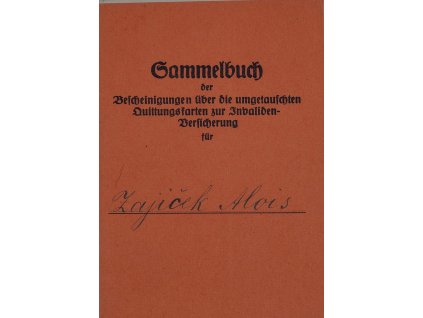 Sammelbuch
der
Bescheinigungen über die umgetauschten
Quittungskarten zur Invaliden-
Versicherung
für
Zajiček Alois